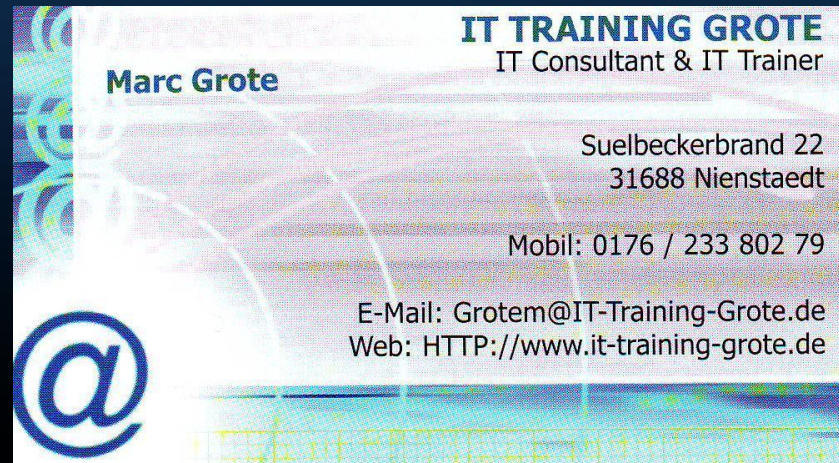 IT TRAINING GROTE
IT Consultant & IT Trainer
Marc Grote
Suelbeckerbrand 22
31688 Nienstaedt
Mobil: 0176 / 233 802 79
E-Mail: Grotem@IT-Training-Grote.de
Web: HTTP://www.it-training-grote.de
@